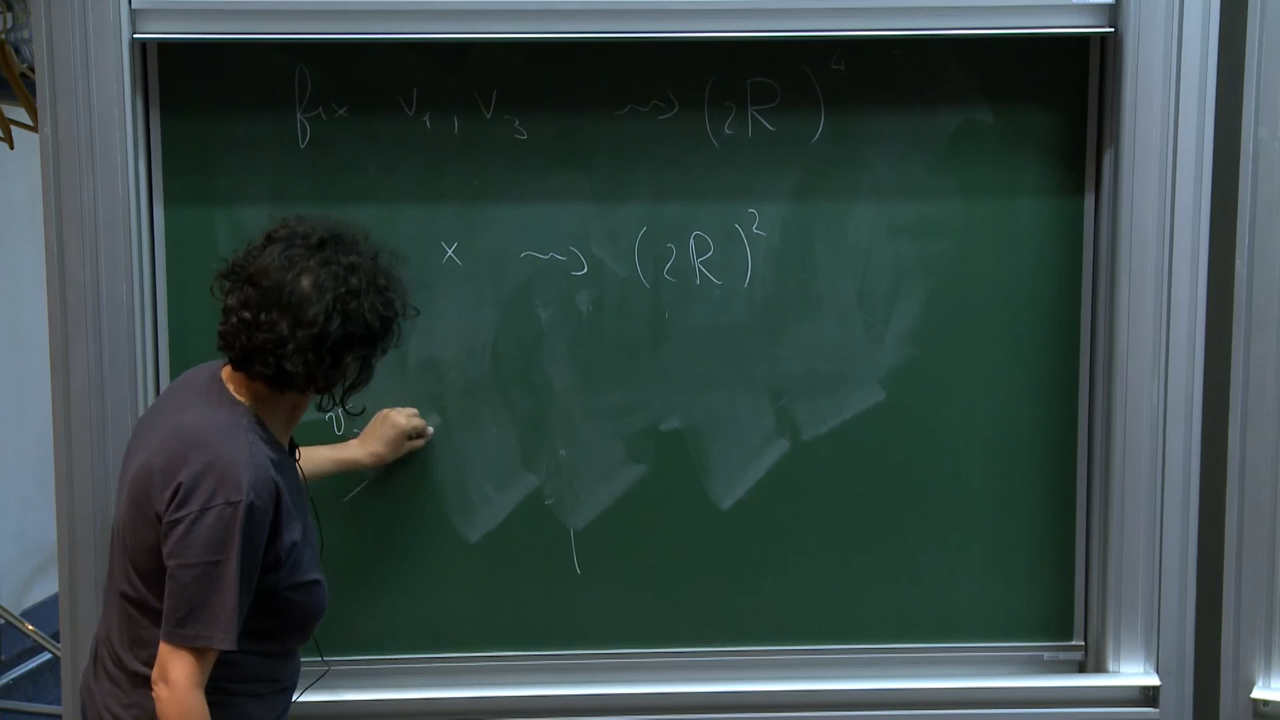 fix v₁, v₃ ⇝ (2R)⁴
x ⇝ (2R)²
v